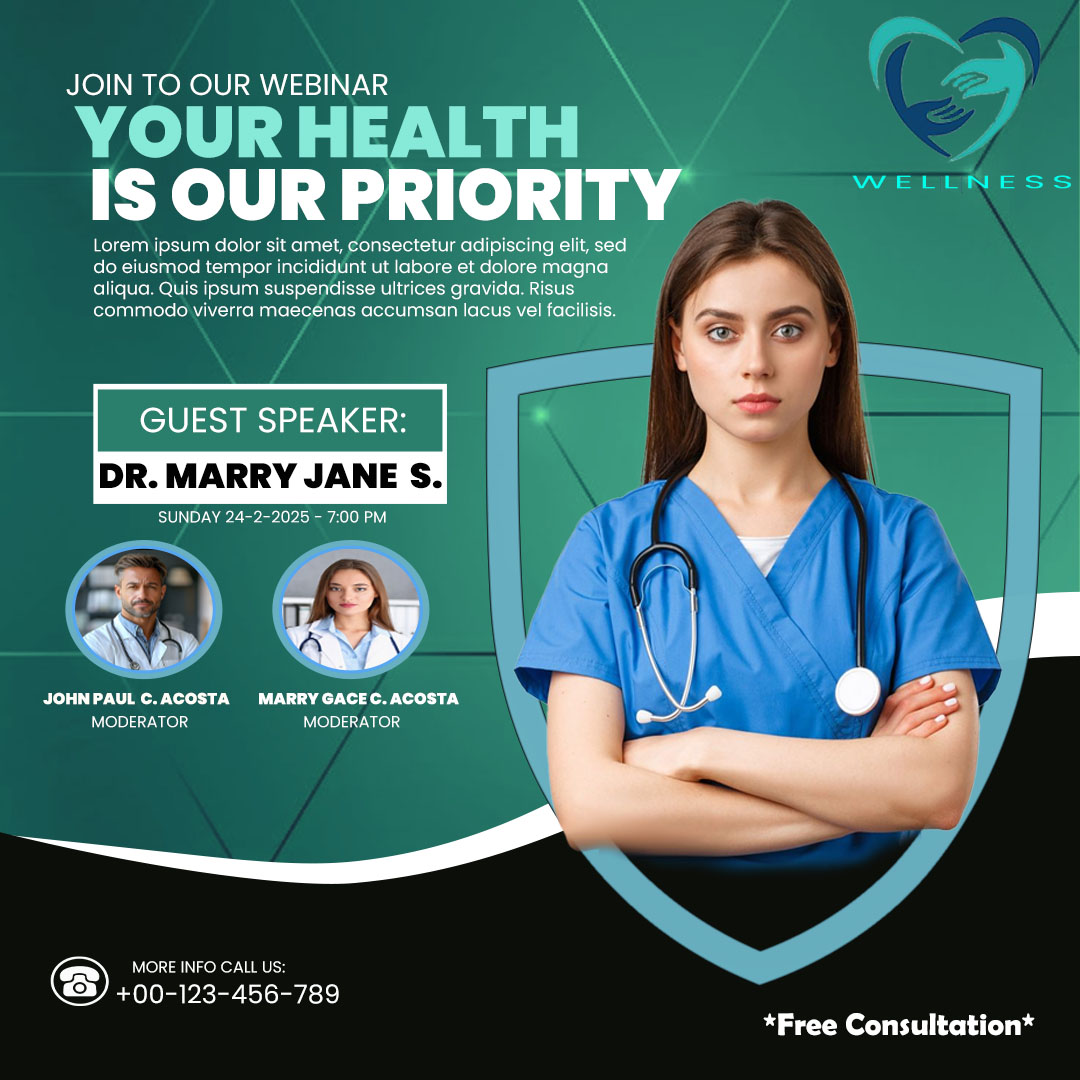 JOIN TO OUR WEBINAR
YOUR HEALTH
IS OUR PRIORITY
Lorem ipsum dolor sit amet, consectetur adipiscing elit, sed
do eiusmod tempor incididunt ut labore et dolore magna
aliqua. Quis ipsum suspendisse ultrices gravida. Risus
commodo viverra maecenas accumsan lacus vel facilisis.
WELLNESS
GUEST SPEAKER:
DR. MARRY JANE S.
SUNDAY 24-2-2025 - 7:00 PM
JOHN PAUL C. ACOSTA
MODERATOR
MARRY GACE C. ACOSTA
MODERATOR
MORE INFO CALL US:
+00-123-456-789
*Free Consultation*